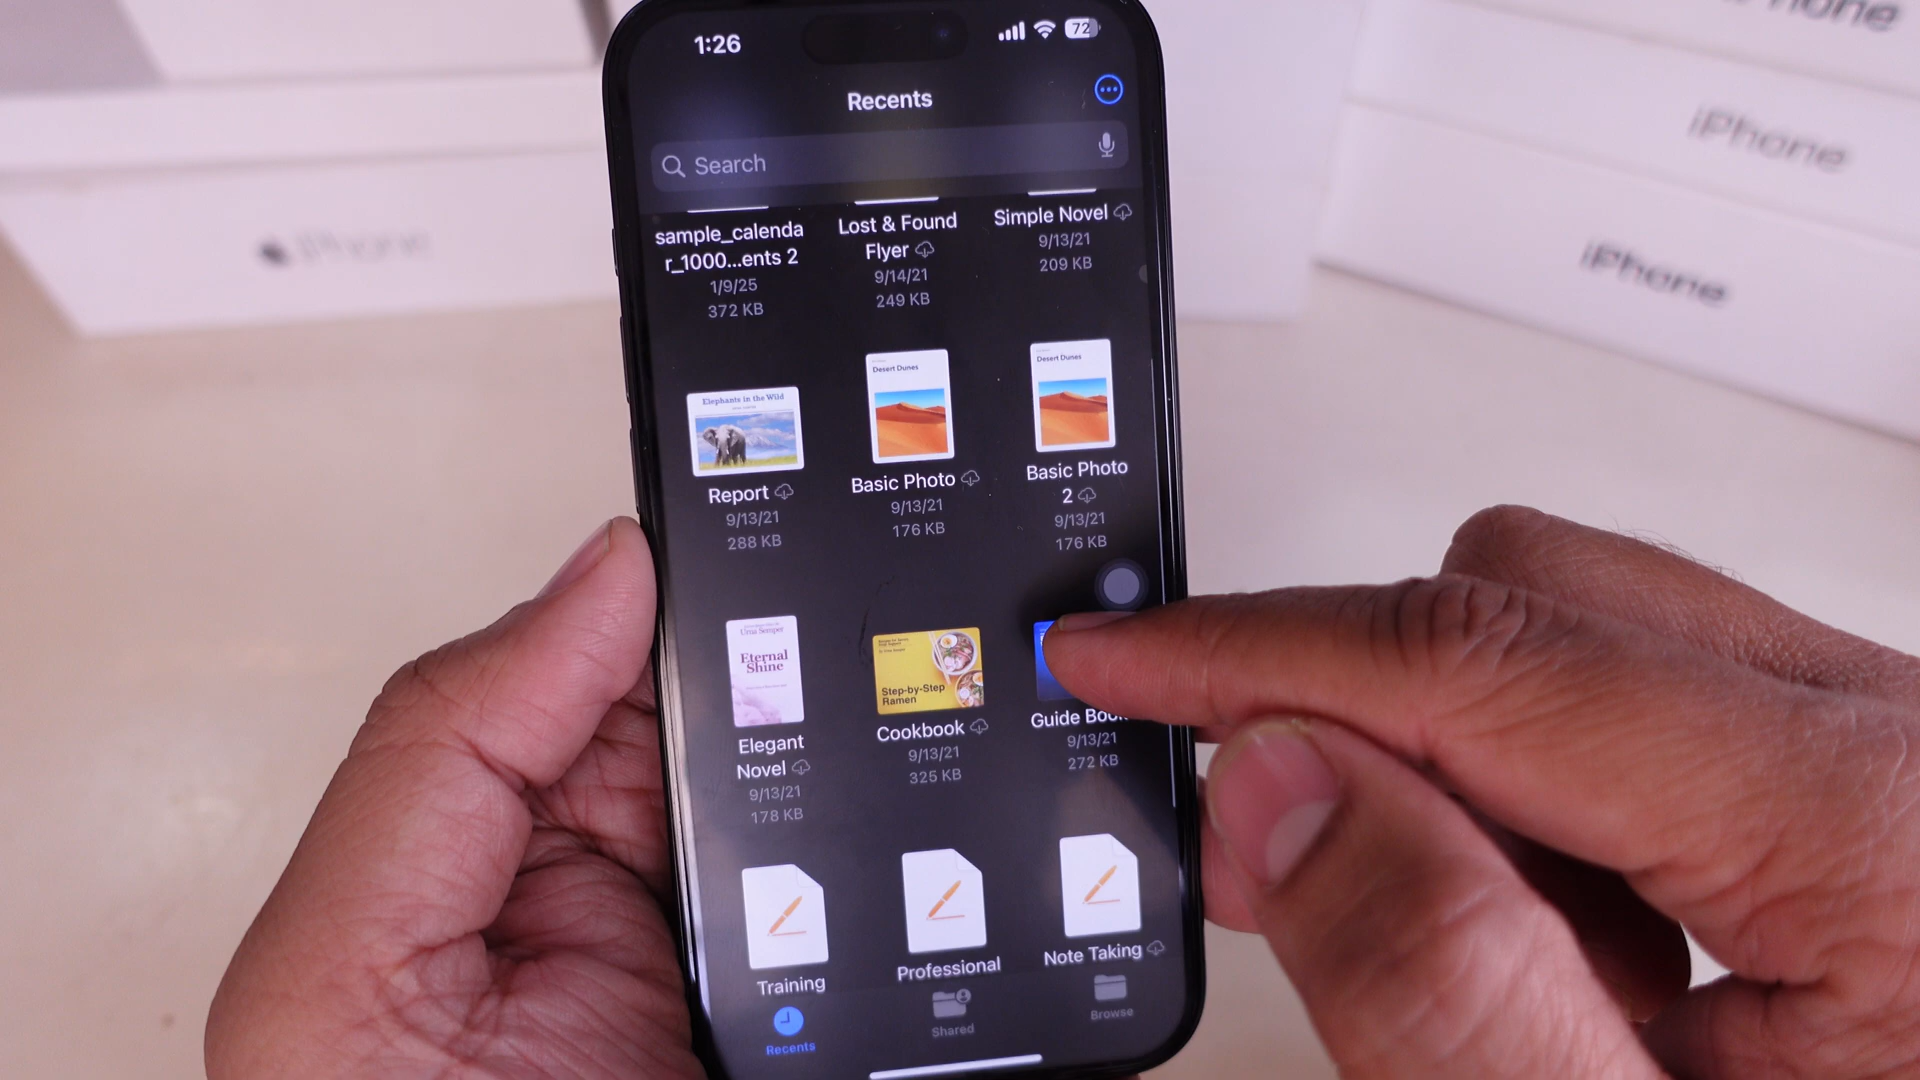 1:26
72
Recents
Search
sample_calenda
r_1000...ents 2
1/9/25
372 KB
Lost & Found
Flyer
9/14/21
249 KB
Simple Novel
9/13/21
209 KB
Elephants in the Wild
Report
9/13/21
288 KB
Desert Dunes
Basic Photo
9/13/21
176 KB
Desert Dunes
Basic Photo
2
9/13/21
176 KB
Urna Semper
Eternal
Shine
Elegant
Novel
9/13/21
178 KB
Step-by-Step
Ramen
Cookbook
9/13/21
325 KB
Guide Book
9/13/21
272 KB
Training
Professional
Note Taking
Recents
Shared
Browse
iPhone
iPhone
iPhone
iPhone